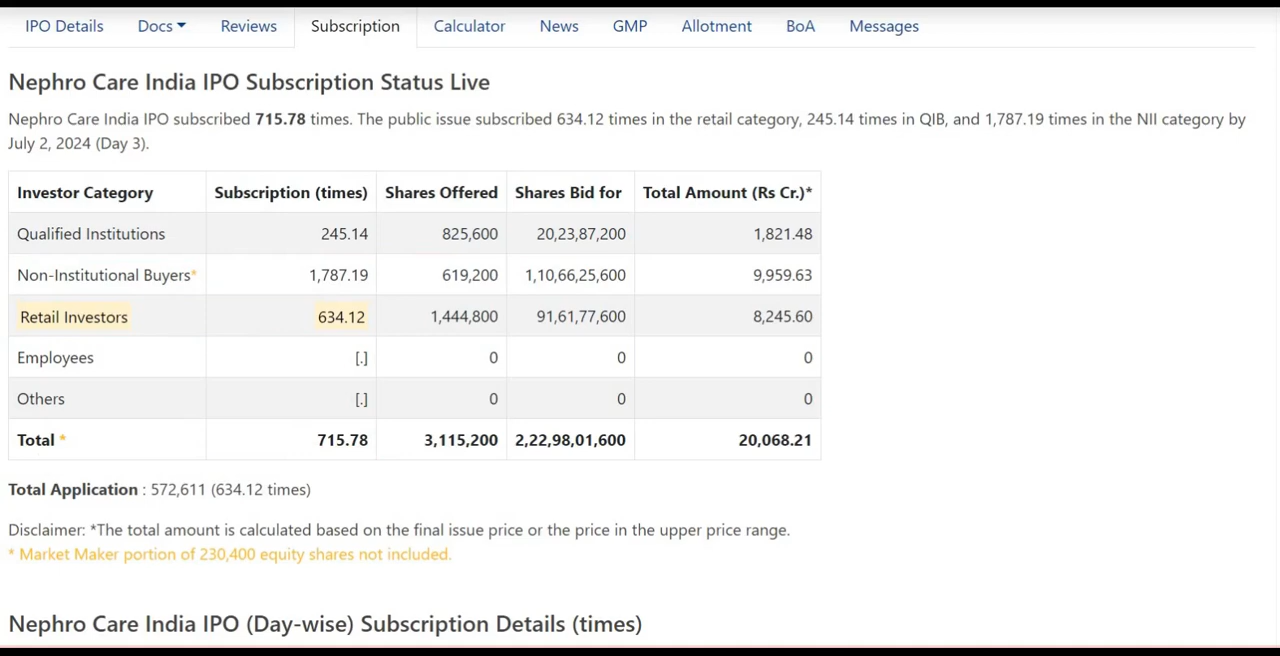 IPO Details Docs Reviews Subscription Calculator News GMP Allotment BoA Messages
Nephro Care India IPO Subscription Status Live
Nephro Care India IPO subscribed 715.78 times. The public issue subscribed 634.12 times in the retail category, 245.14 times in QIB, and 1,787.19 times in the NII category by
July 2, 2024 (Day 3).
Investor Category Subscription (times) Shares Offered Shares Bid for Total Amount (Rs Cr.)*
Qualified Institutions 245.14 825,600 20,23,87,200 1,821.48
Non-Institutional Buyers* 1,787.19 619,200 1,10,66,25,600 9,959.63
Retail Investors 634.12 1,444,800 91,61,77,600 8,245.60
Employees [.] 0 0 0
Others [.] 0 0 0
Total * 715.78 3,115,200 2,22,98,01,600 20,068.21
Total Application : 572,611 (634.12 times)
Disclaimer: *The total amount is calculated based on the final issue price or the price in the upper price range.
* Market Maker portion of 230,400 equity shares not included.
Nephro Care India IPO (Day-wise) Subscription Details (times)